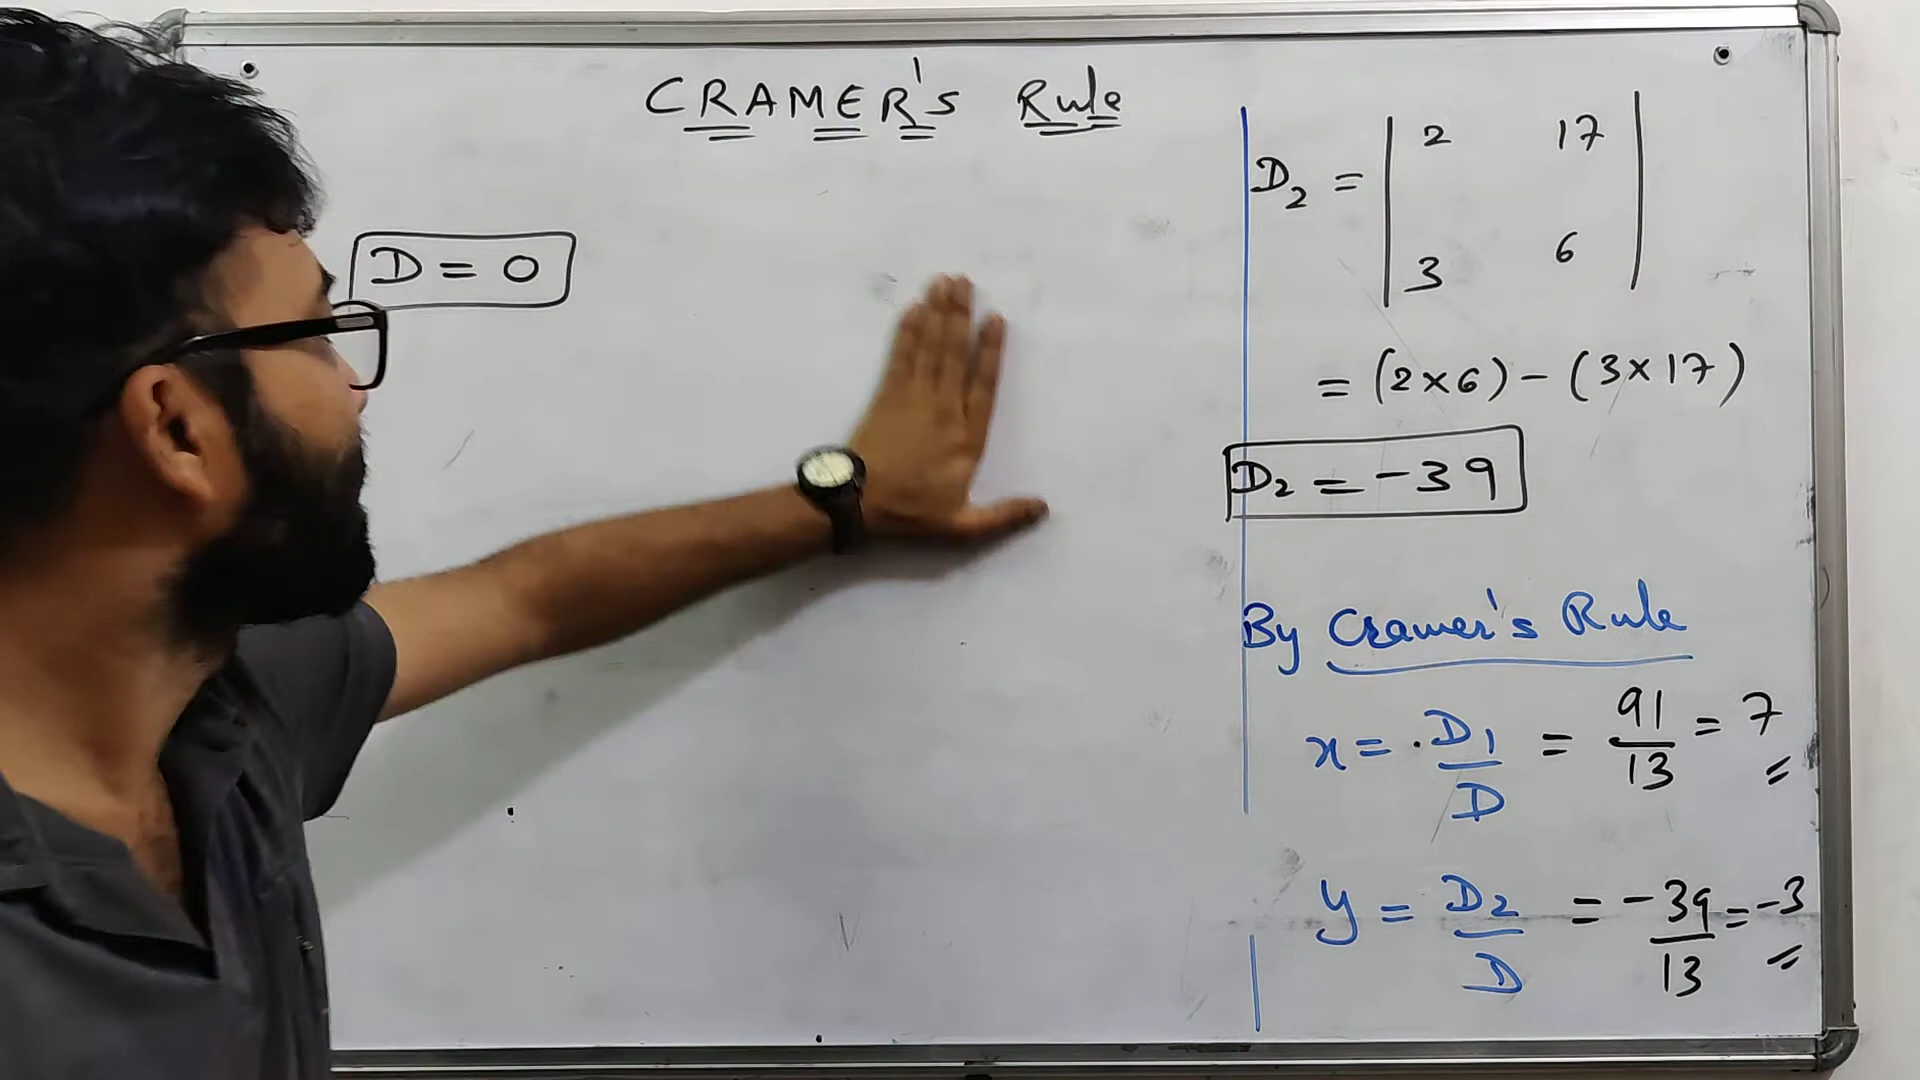 CRAMER's Rule
D = 0
D2 = | 2 17 |
| 3 6 |
= (2 × 6) - (3 × 17)
D2 = -39
By Cramer's Rule
x = D1/D = 91/13 = 7
y = D2/D = -39/13 = -3